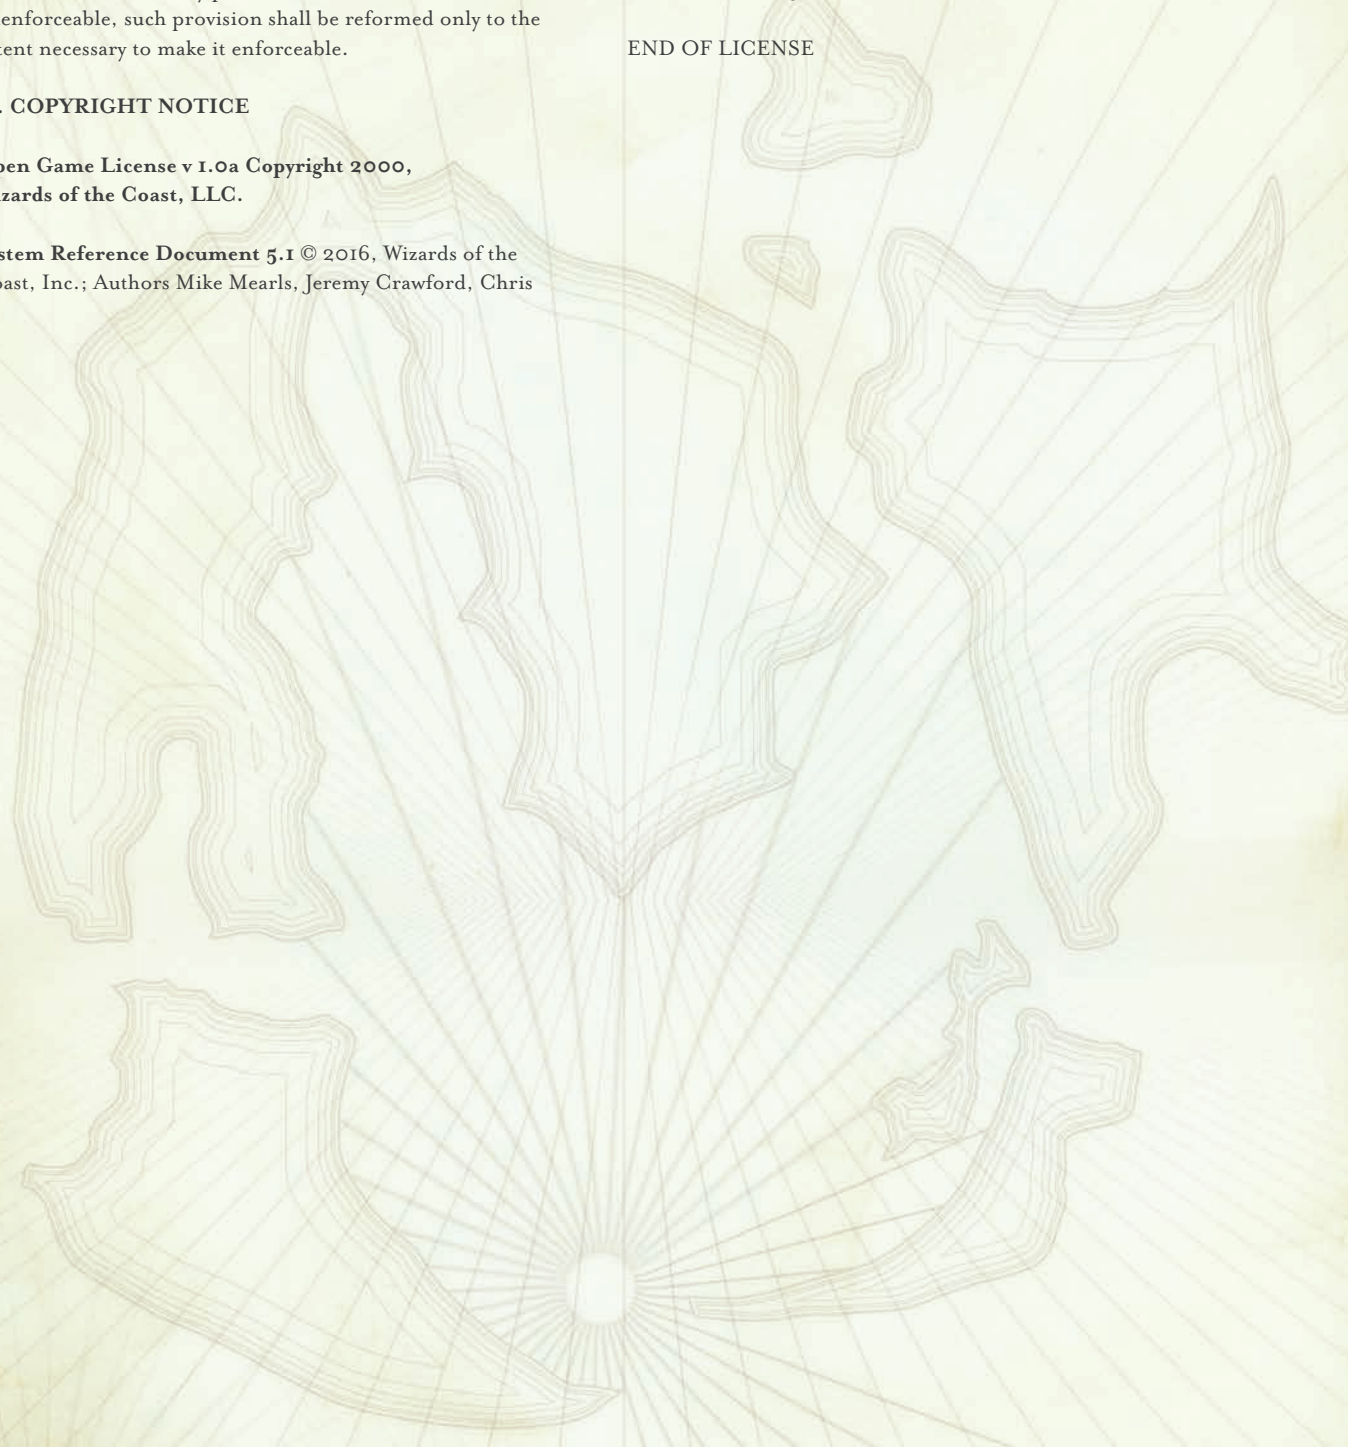 enforceable, such provision shall be reformed only to the
tent necessary to make it enforceable.
. COPYRIGHT NOTICE
pen Game License v 1.0a Copyright 2000,
izards of the Coast, LLC.
stem Reference Document 5.1 © 2016, Wizards of the
oast, Inc.; Authors Mike Mearls, Jeremy Crawford, Chris
END OF LICENSE